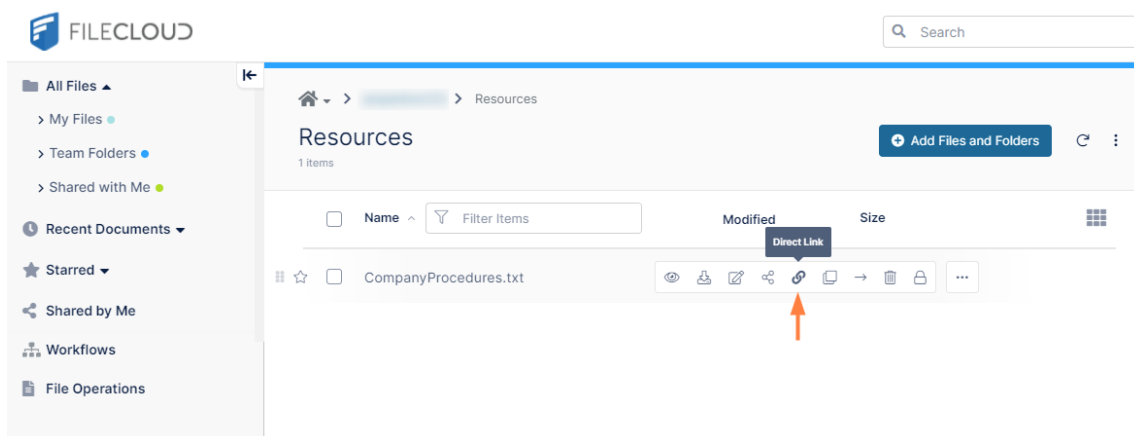 FILECLOUD
Search
All Files
My Files
Team Folders
Shared with Me
Recent Documents
Starred
Shared by Me
Workflows
File Operations
Resources
Resources
1 items
Add Files and Folders
Name
Filter Items
Modified
Size
Direct Link
CompanyProcedures.txt